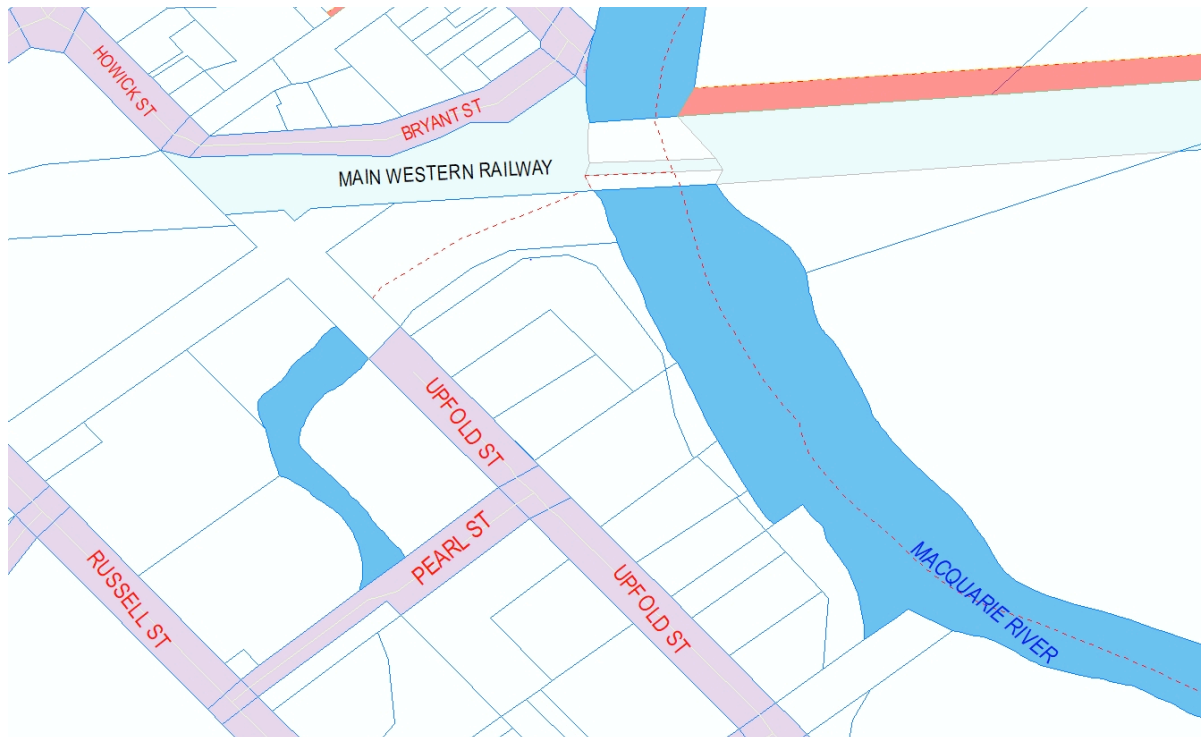 HOWICK ST
BRYANT ST
MAIN WESTERN RAILWAY
UPFOLD ST
PEARL ST
RUSSELL ST
UPFOLD ST
MACQUARIE RIVER